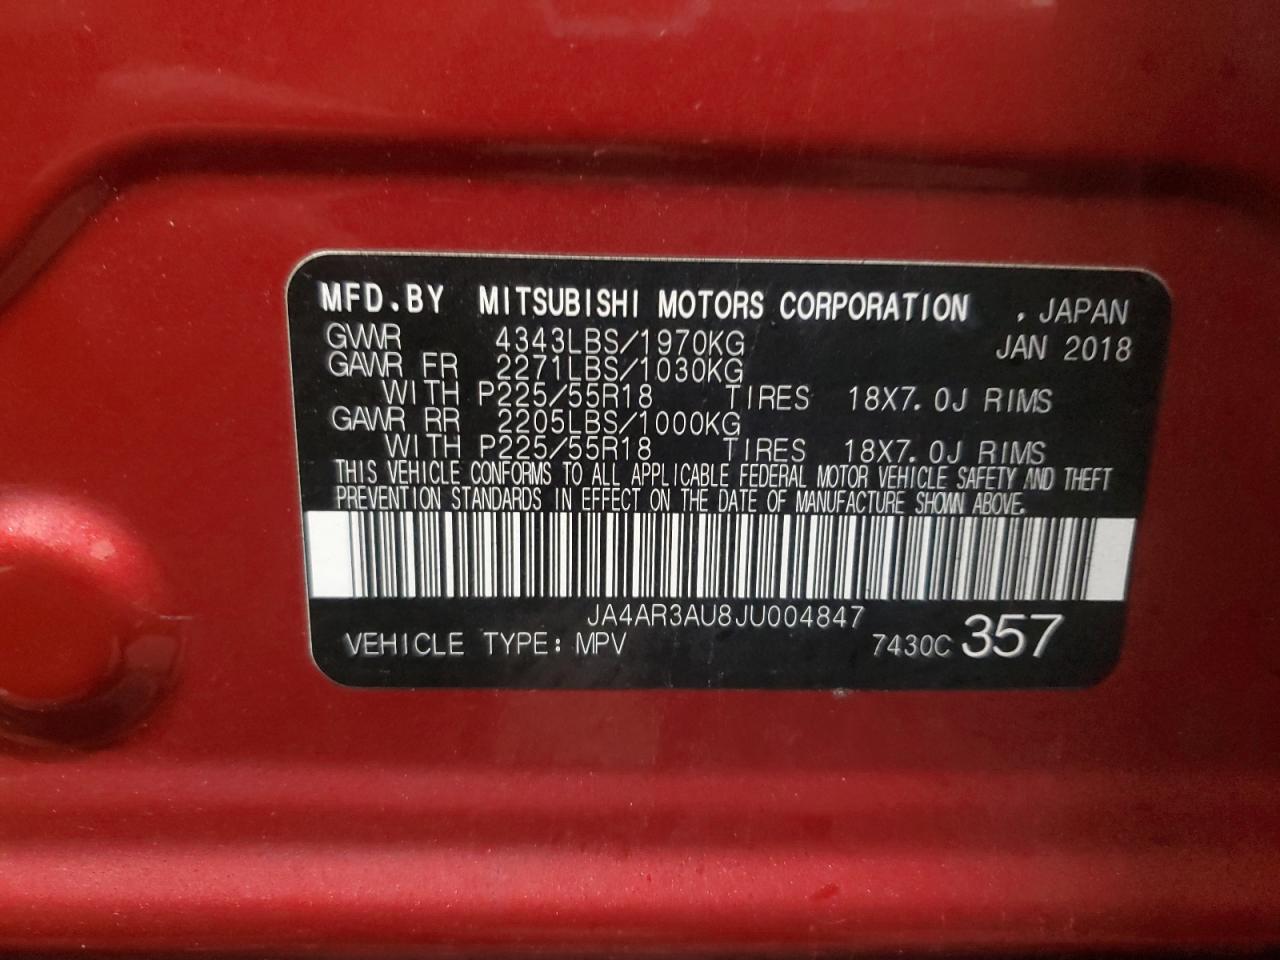 MFD.BY MITSUBISHI MOTORS CORPORATION , JAPAN
GVWR 4343LBS/1970KG JAN 2018
GAWR FR 2271LBS/1030KG
WITH P225/55R18 TIRES 18X7.0J RIMS
GAWR RR 2205LBS/1000KG
WITH P225/55R18 TIRES 18X7.0J RIMS
THIS VEHICLE CONFORMS TO ALL APPLICABLE FEDERAL MOTOR VEHICLE SAFETY AND THEFT
PREVENTION STANDARDS IN EFFECT ON THE DATE OF MANUFACTURE SHOWN ABOVE.
JA4AR3AU8JU004847
VEHICLE TYPE: MPV 7430C 357